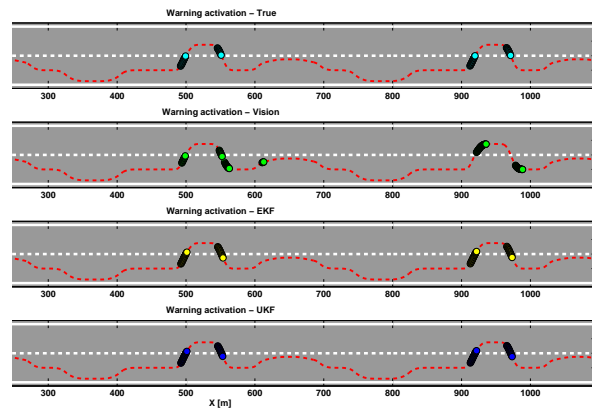 Warning activation – True
300 400 500 600 700 800 900 1000
Warning activation – Vision
300 400 500 600 700 800 900 1000
Warning activation – EKF
300 400 500 600 700 800 900 1000
Warning activation – UKF
300 400 500 600 700 800 900 1000
X [m]